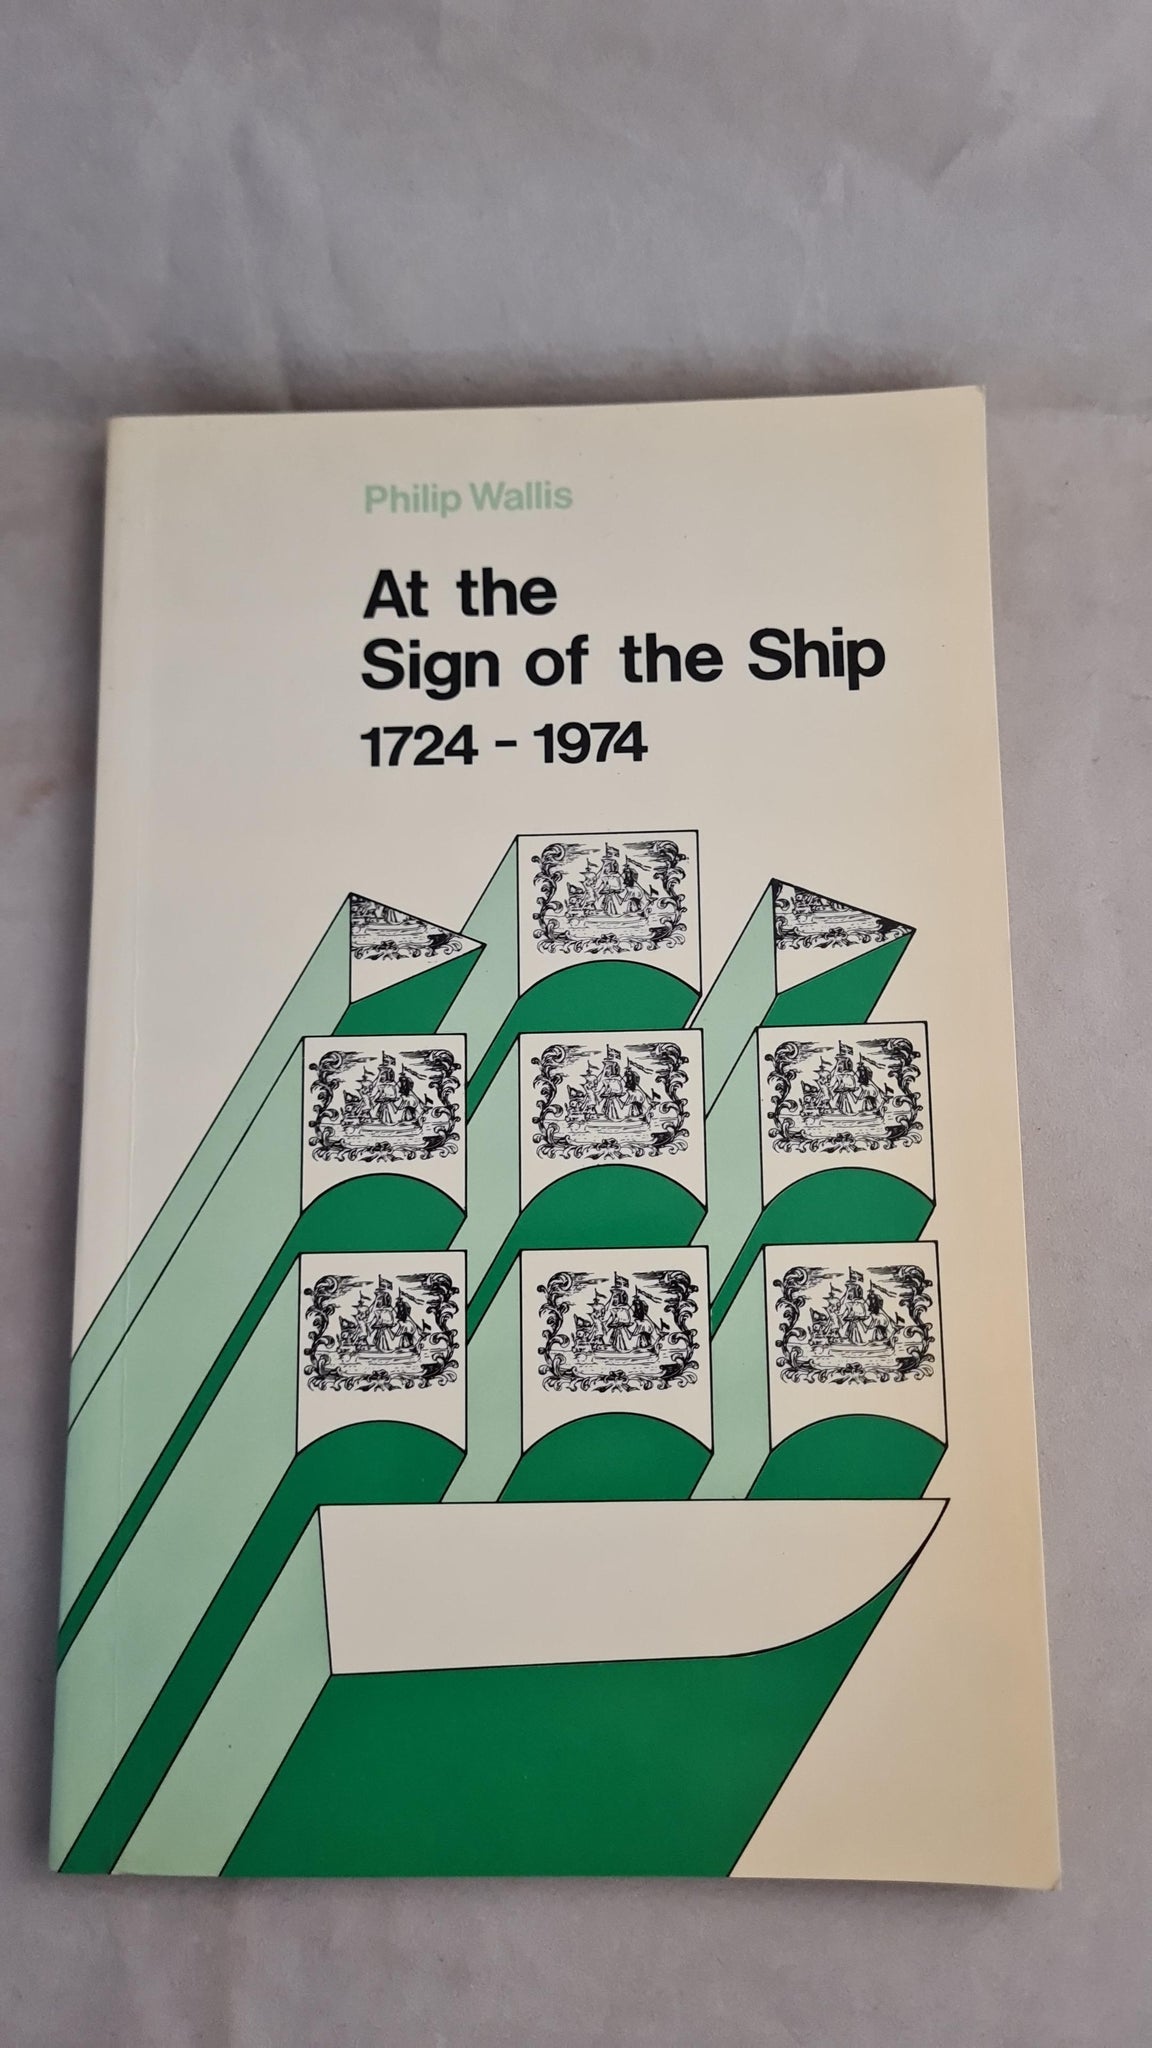 Philip Wallis
At the
Sign of the Ship
1724 - 1974